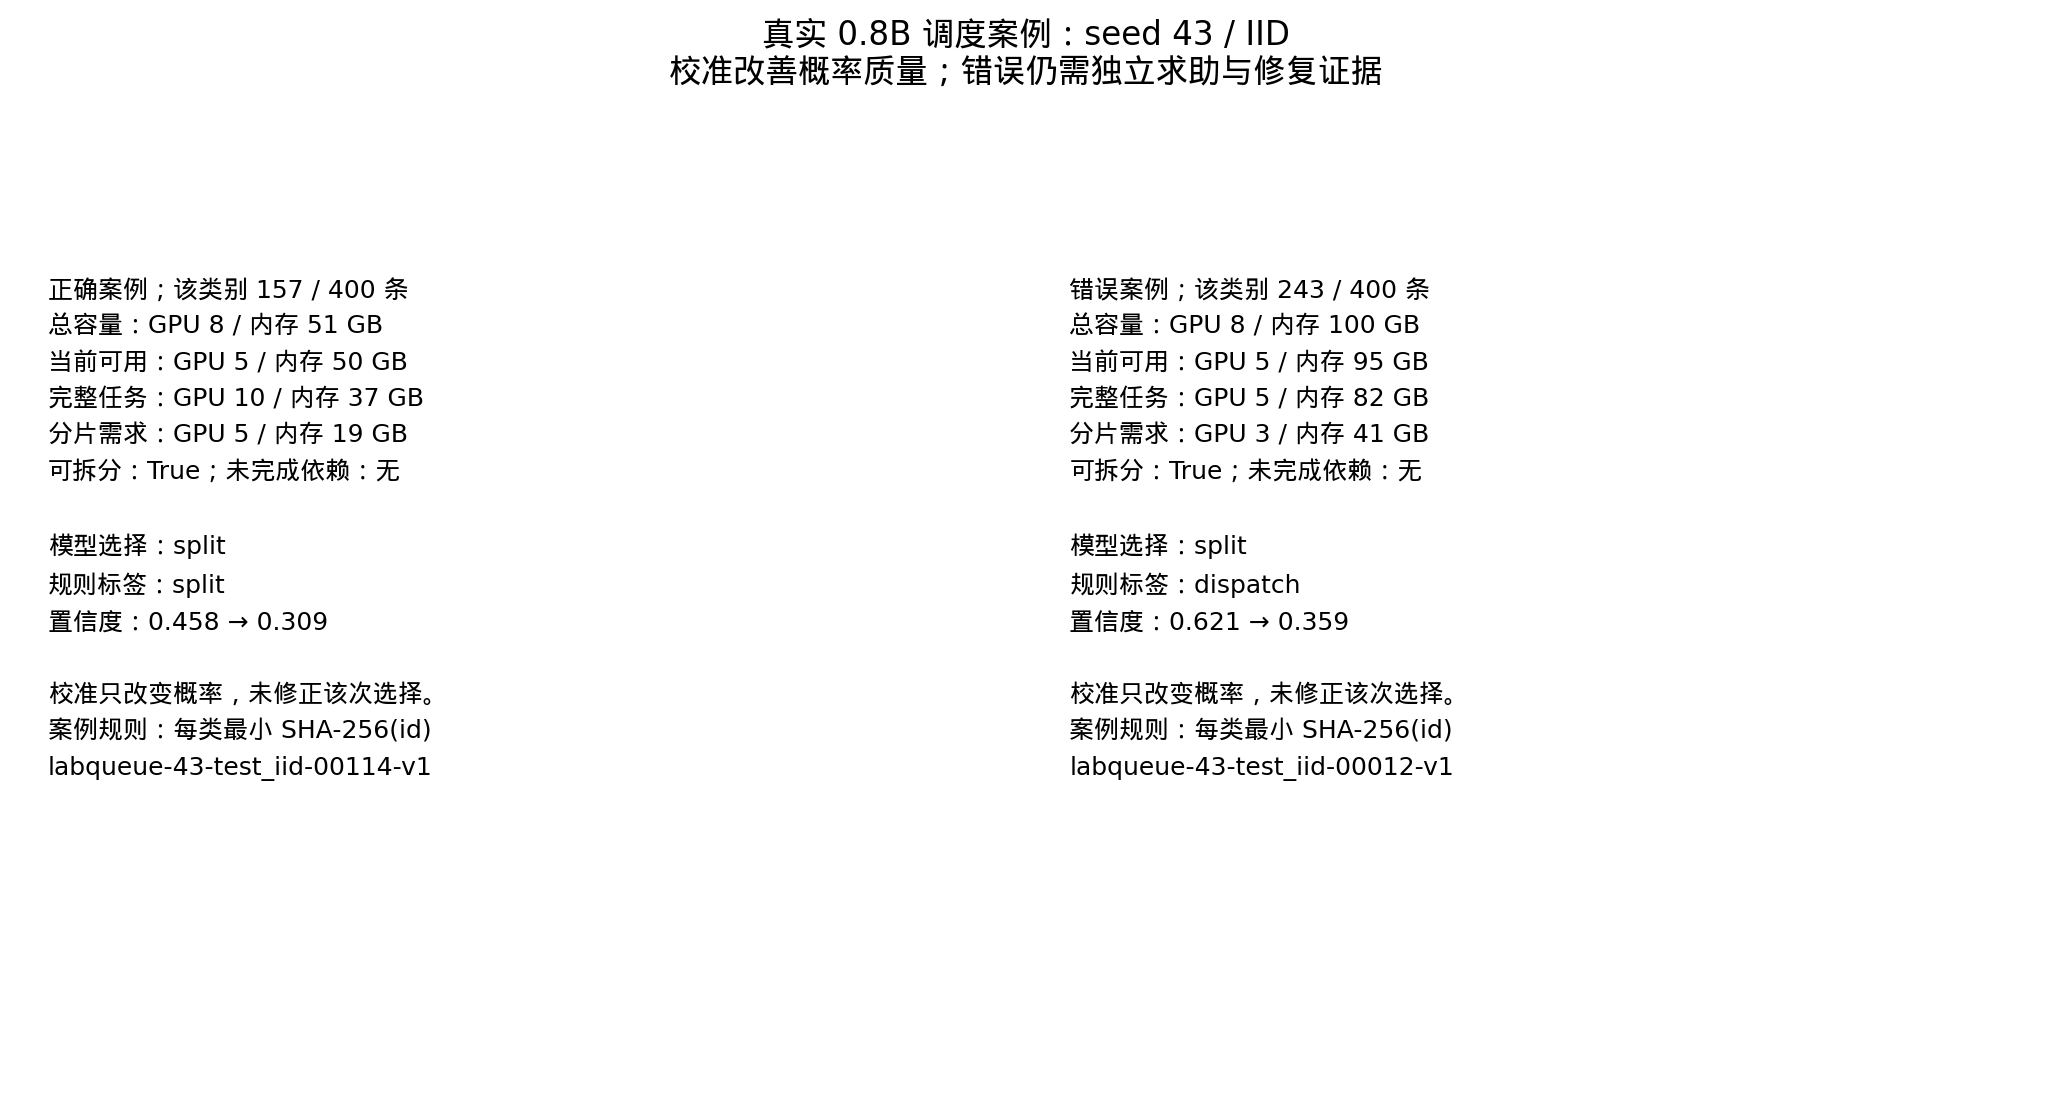 真实 0.8B 调度案例：seed 43 / IID
校准改善概率质量；错误仍需独立求助与修复证据
正确案例；该类别 157 / 400 条
总容量：GPU 8 / 内存 51 GB
当前可用：GPU 5 / 内存 50 GB
完整任务：GPU 10 / 内存 37 GB
分片需求：GPU 5 / 内存 19 GB
可拆分：True；未完成依赖：无
模型选择：split
规则标签：split
置信度：0.458 → 0.309
校准只改变概率，未修正该次选择。
案例规则：每类最小 SHA-256(id)
labqueue-43-test_iid-00114-v1
错误案例；该类别 243 / 400 条
总容量：GPU 8 / 内存 100 GB
当前可用：GPU 5 / 内存 95 GB
完整任务：GPU 5 / 内存 82 GB
分片需求：GPU 3 / 内存 41 GB
可拆分：True；未完成依赖：无
模型选择：split
规则标签：dispatch
置信度：0.621 → 0.359
校准只改变概率，未修正该次选择。
案例规则：每类最小 SHA-256(id)
labqueue-43-test_iid-00012-v1